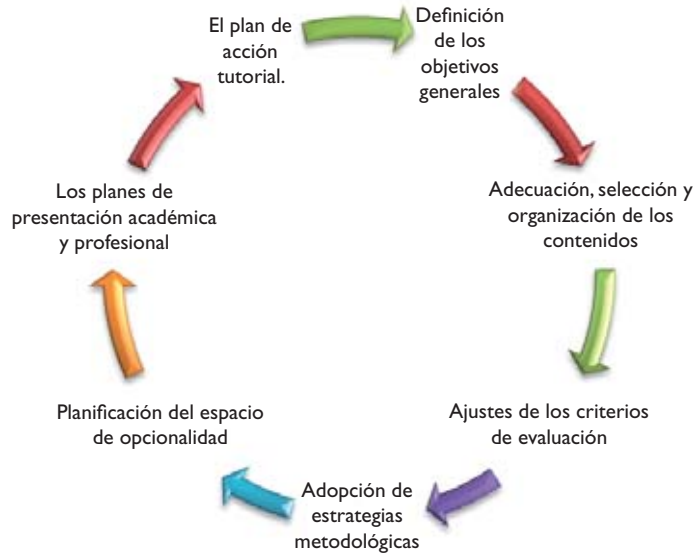 El plan de
acción
tutorial.
Definición
de los
objetivos
generales
Adecuación, selección y
organización de los
contenidos
Ajustes de los criterios
de evaluación
Adopción de
estrategias
metodológicas
Planificación del espacio
de opcionalidad
Los planes de
presentación académica
y profesional